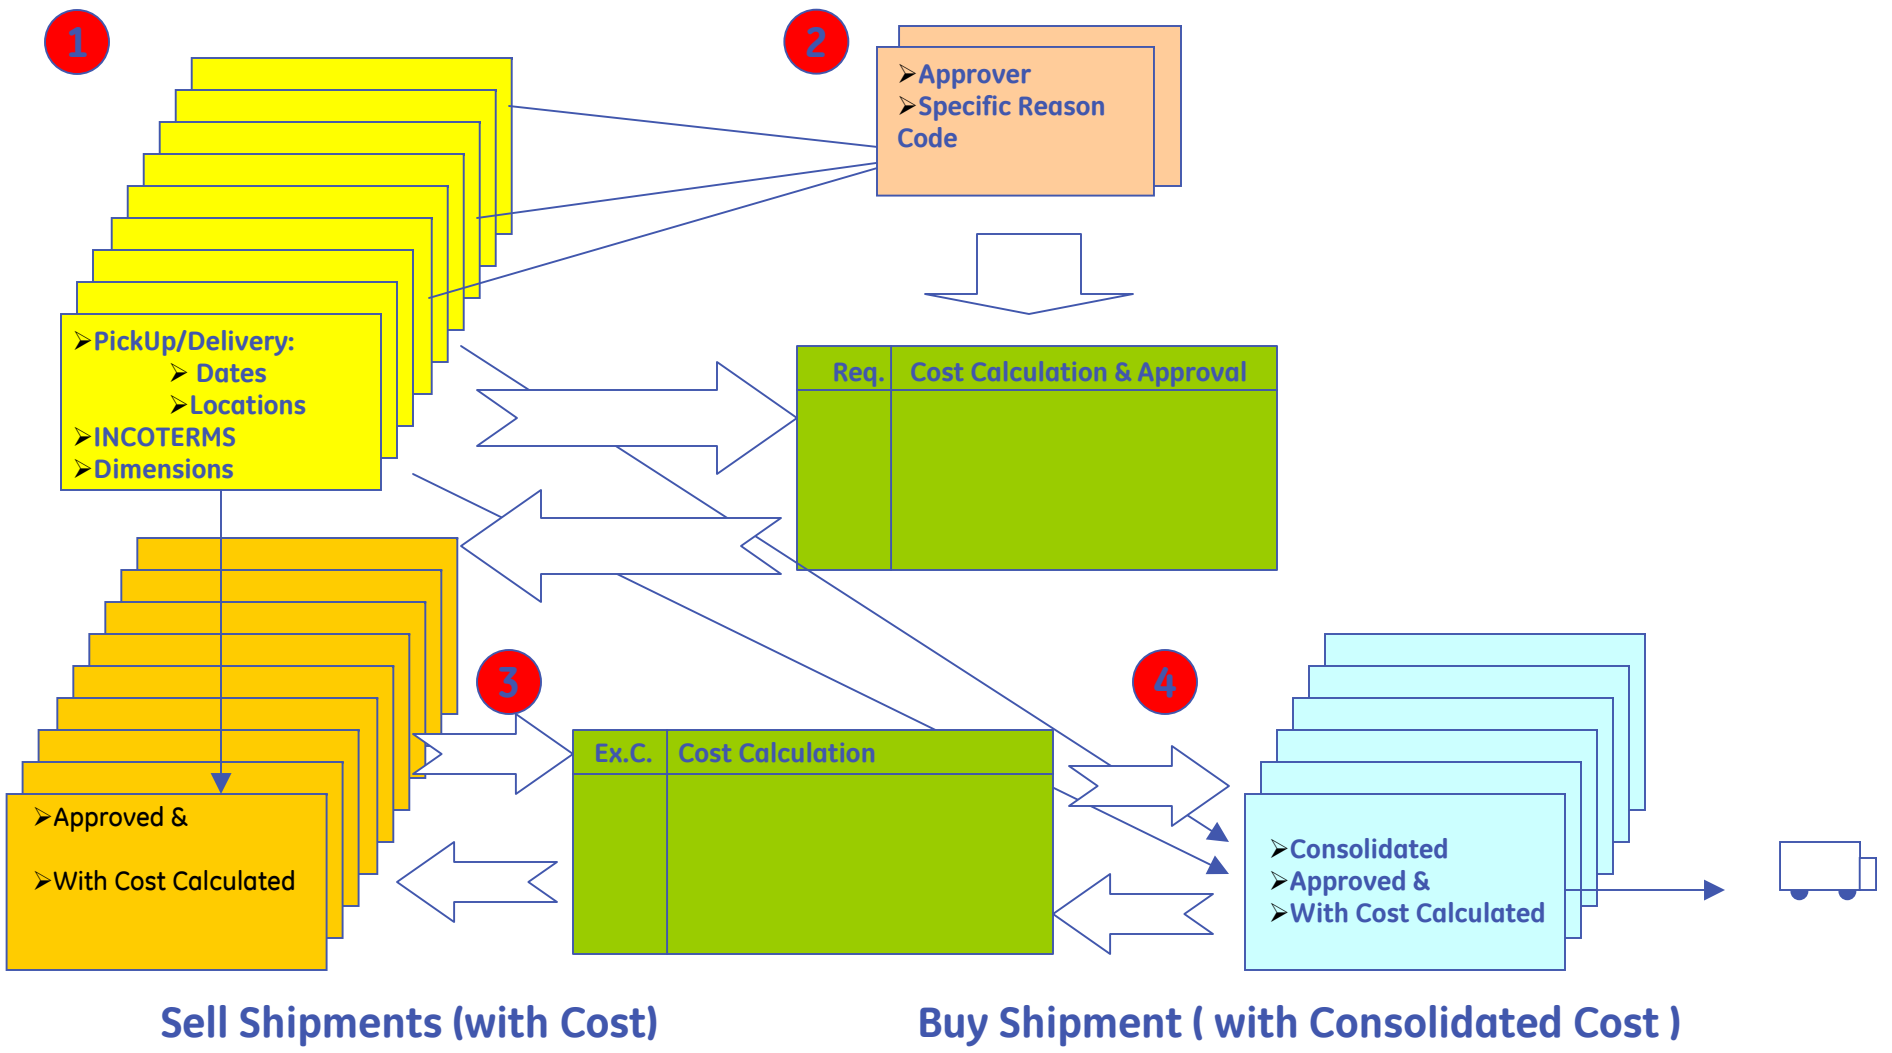 1
2
➢Approver
➢Specific Reason
Code
➢PickUp/Delivery:
➢ Dates
➢Locations
➢INCOTERMS
➢Dimensions
Req. Cost Calculation & Approval
3
4
Ex.C. Cost Calculation
➢Approved &
➢With Cost Calculated
➢Consolidated
➢Approved &
➢With Cost Calculated
Sell Shipments (with Cost)
Buy Shipment ( with Consolidated Cost )